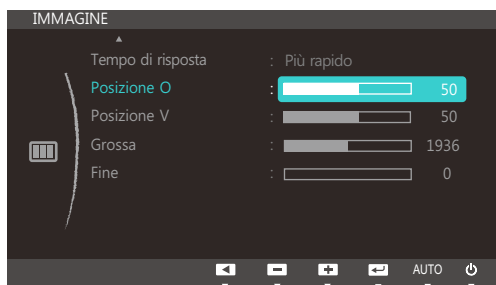 IMMAGINE
Tempo di risposta : Più rapido
Posizione O : 50
Posizione V : 50
Grossa : 1936
Fine : 0
AUTO